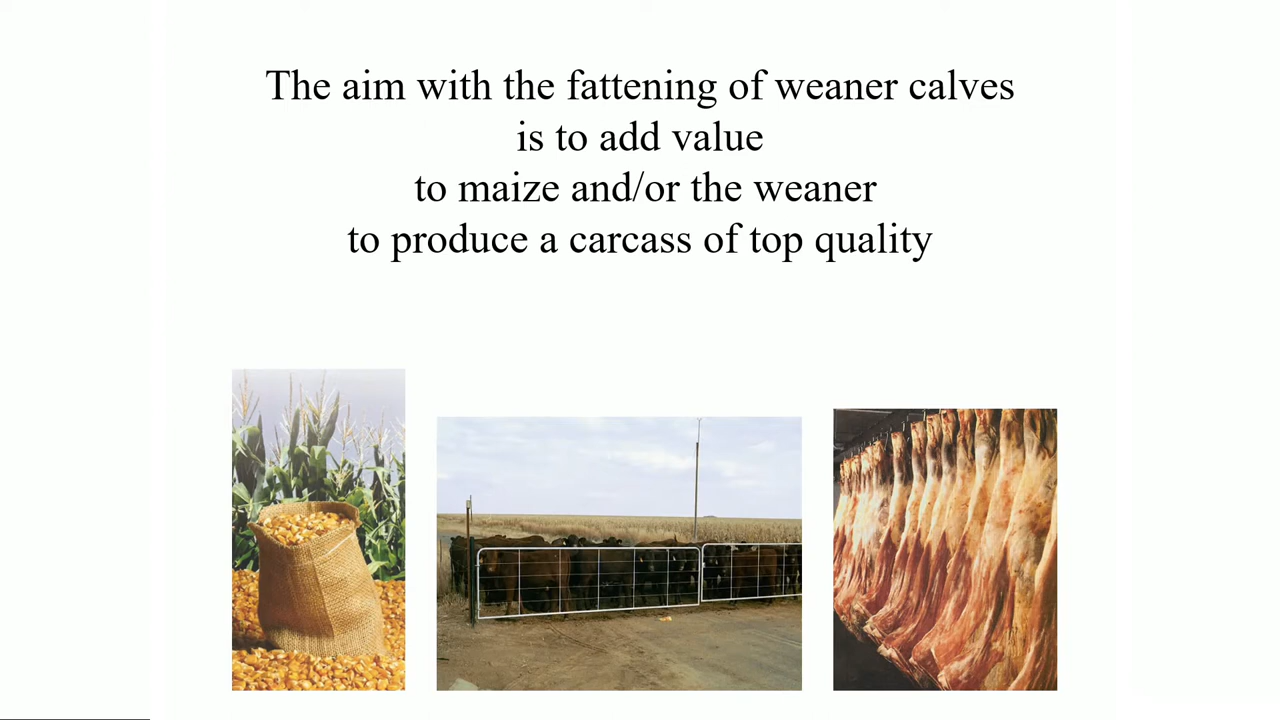 The aim with the fattening of weaner calves
is to add value
to maize and/or the weaner
to produce a carcass of top quality